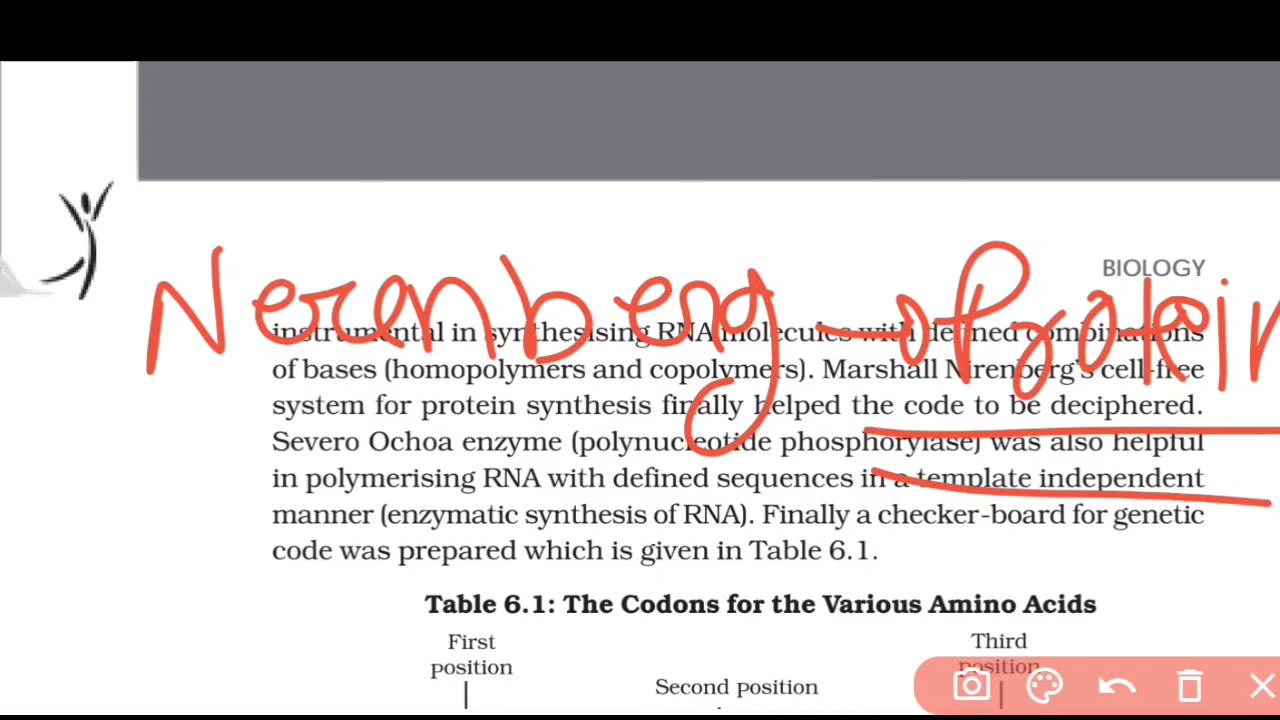 BIOLOGY
Nerenberg - Protein
instrumental in synthesising RNA molecules with defined combinations
of bases (homopolymers and copolymers). Marshall Nirenberg's cell-free
system for protein synthesis finally helped the code to be deciphered.
Severo Ochoa enzyme (polynucleotide phosphorylase) was also helpful
in polymerising RNA with defined sequences in a template independent
manner (enzymatic synthesis of RNA). Finally a checker-board for genetic
code was prepared which is given in Table 6.1.
Table 6.1: The Codons for the Various Amino Acids
First
position
Second position
Third
position